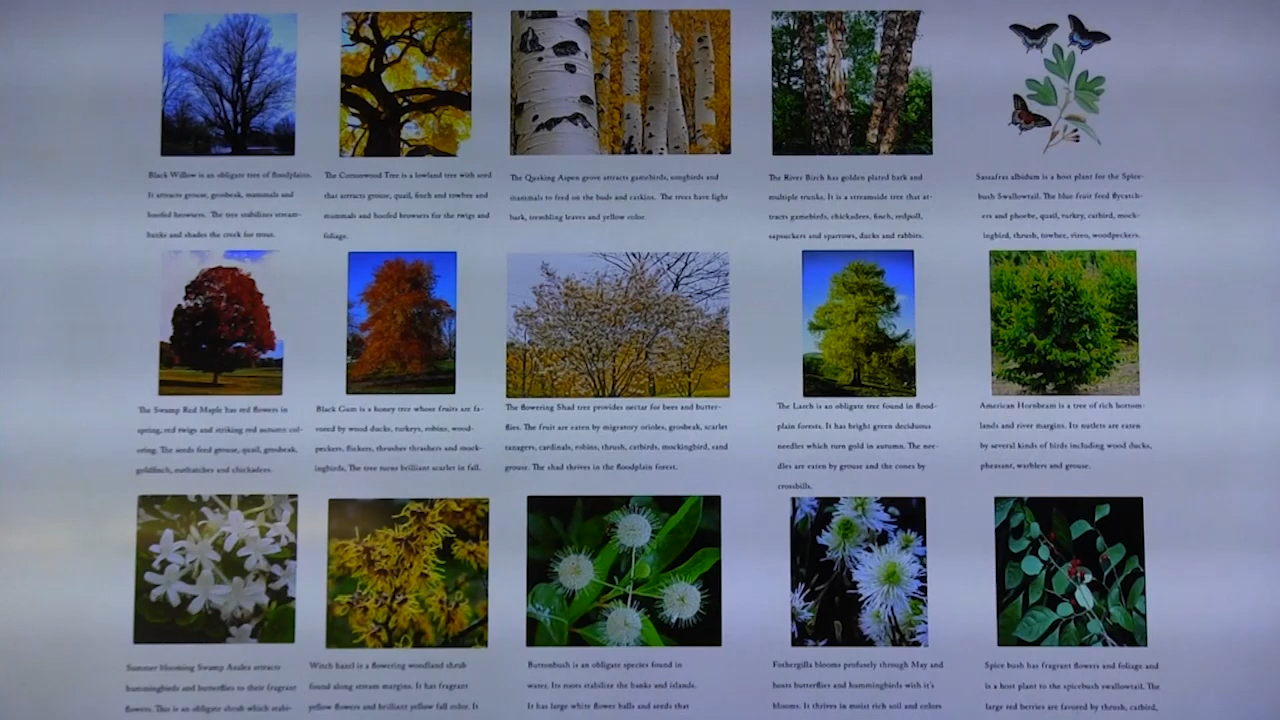 Black Willow is an obligate tree of floodplains.
It attracts grouse, grosbeak, mammals and
hoofed browsers. The tree stabilizes stream-
banks and shades the creek for trout.
The Cottonwood Tree is a lowland tree with seed
that attracts grouse, quail, finch and towhee and
mammals and hoofed browsers for the twigs and
foliage.
The Quaking Aspen grove attracts gamebirds, songbirds and
mammals to feed on the buds and catkins. The trees have light
bark, trembling leaves and yellow color.
The River Birch has golden plated bark and
multiple trunks. It is a streamside tree that at-
tracts gamebirds, chickadees, finch, redpoll,
sapsuckers and sparrows, ducks and rabbits.
Sassafras albidum is a host plant for the Spice-
bush Swallowtail. The blue fruit feed flycatch-
ers and phoebe, quail, turkey, catbird, mock-
ingbird, thrush, towhee, vireo, woodpeckers.
The Swamp Red Maple has red flowers in
spring, red twigs and striking red autumn col-
oring. The seeds feed grouse, quail, grosbeak,
goldfinch, nuthatches and chickadees.
Black Gum is a honey tree whose fruits are fa-
vored by wood ducks, turkeys, robins, wood-
peckers, flickers, thrushes thrashers and mock-
ingbirds, The tree turns brilliant scarlet in fall.
The flowering Shad tree provides nectar for bees and butter-
flies. The fruit are eaten by migratory orioles, grosbeak, scarlet
tanagers, cardinals, robins, thrush, catbirds, mockingbird, sand
grouse. The shad thrives in the floodplain forest.
The Larch is an obligate tree found in flood-
plain forests. It has bright green deciduous
needles which turn gold in autumn. The nee-
dles are eaten by grouse and the cones by
crossbills.
American Hornbeam is a tree of rich bottom-
lands and river margins. Its nutlets are eaten
by several kinds of birds including wood ducks,
pheasant, warblers and grouse.
Summer blooming Swamp Azalea attracts
hummingbirds and butterflies to their fragrant
flowers. This is an obligate shrub which stabi-
Witch hazel is a flowering woodland shrub
found along stream margins. It has fragrant
yellow flowers and brilliant yellow fall color. It
Buttonbush is an obligate species found in
water. Its roots stabilize the banks and islands.
It has large white flower balls and seeds that
Fothergilla blooms profusely through May and
hosts butterflies and hummingbirds with it's
blooms. It thrives in moist rich soil and colors
Spice bush has fragrant flowers and foliage and
is a host plant to the spicebush swallowtail. The
large red berries are favored by thrush, catbird,